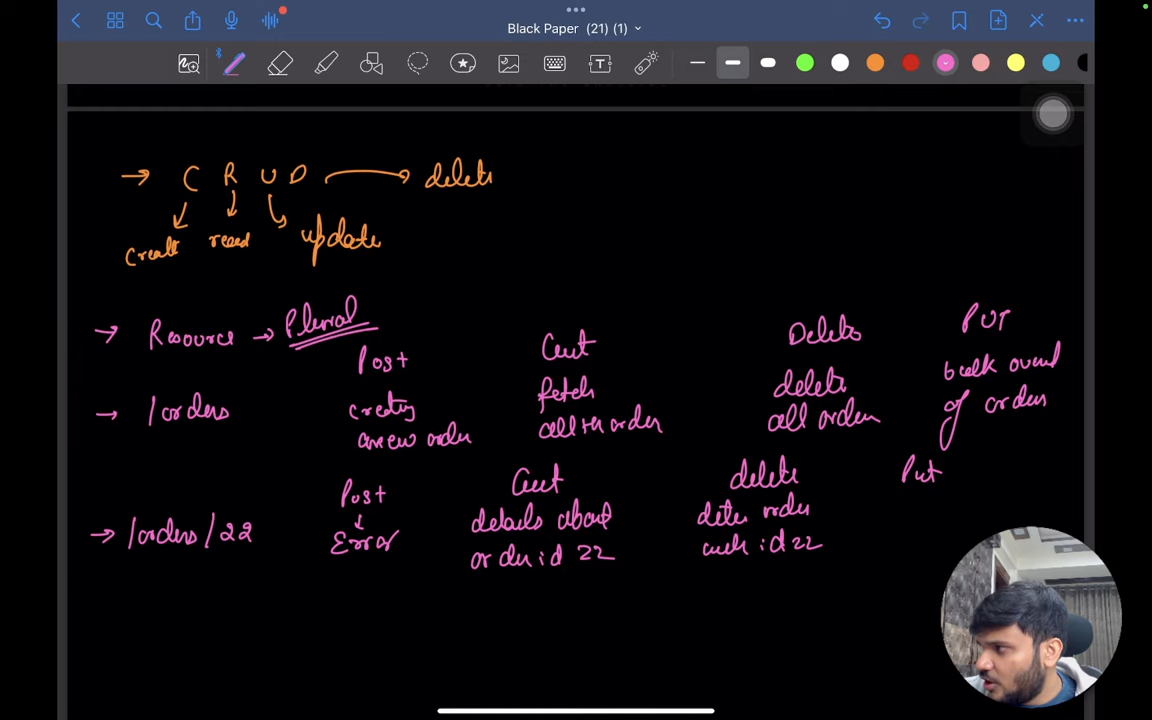 Black Paper (21) (1)
→ C R U D → delete
create read update
→ Resource → Plural
Post Get Delete PUT
→ /orders creating fetch delete bulk
a new order all the order all order of orders
Post Get delete Put
→ /orders/22 Error details about order
order id 22 with id 22